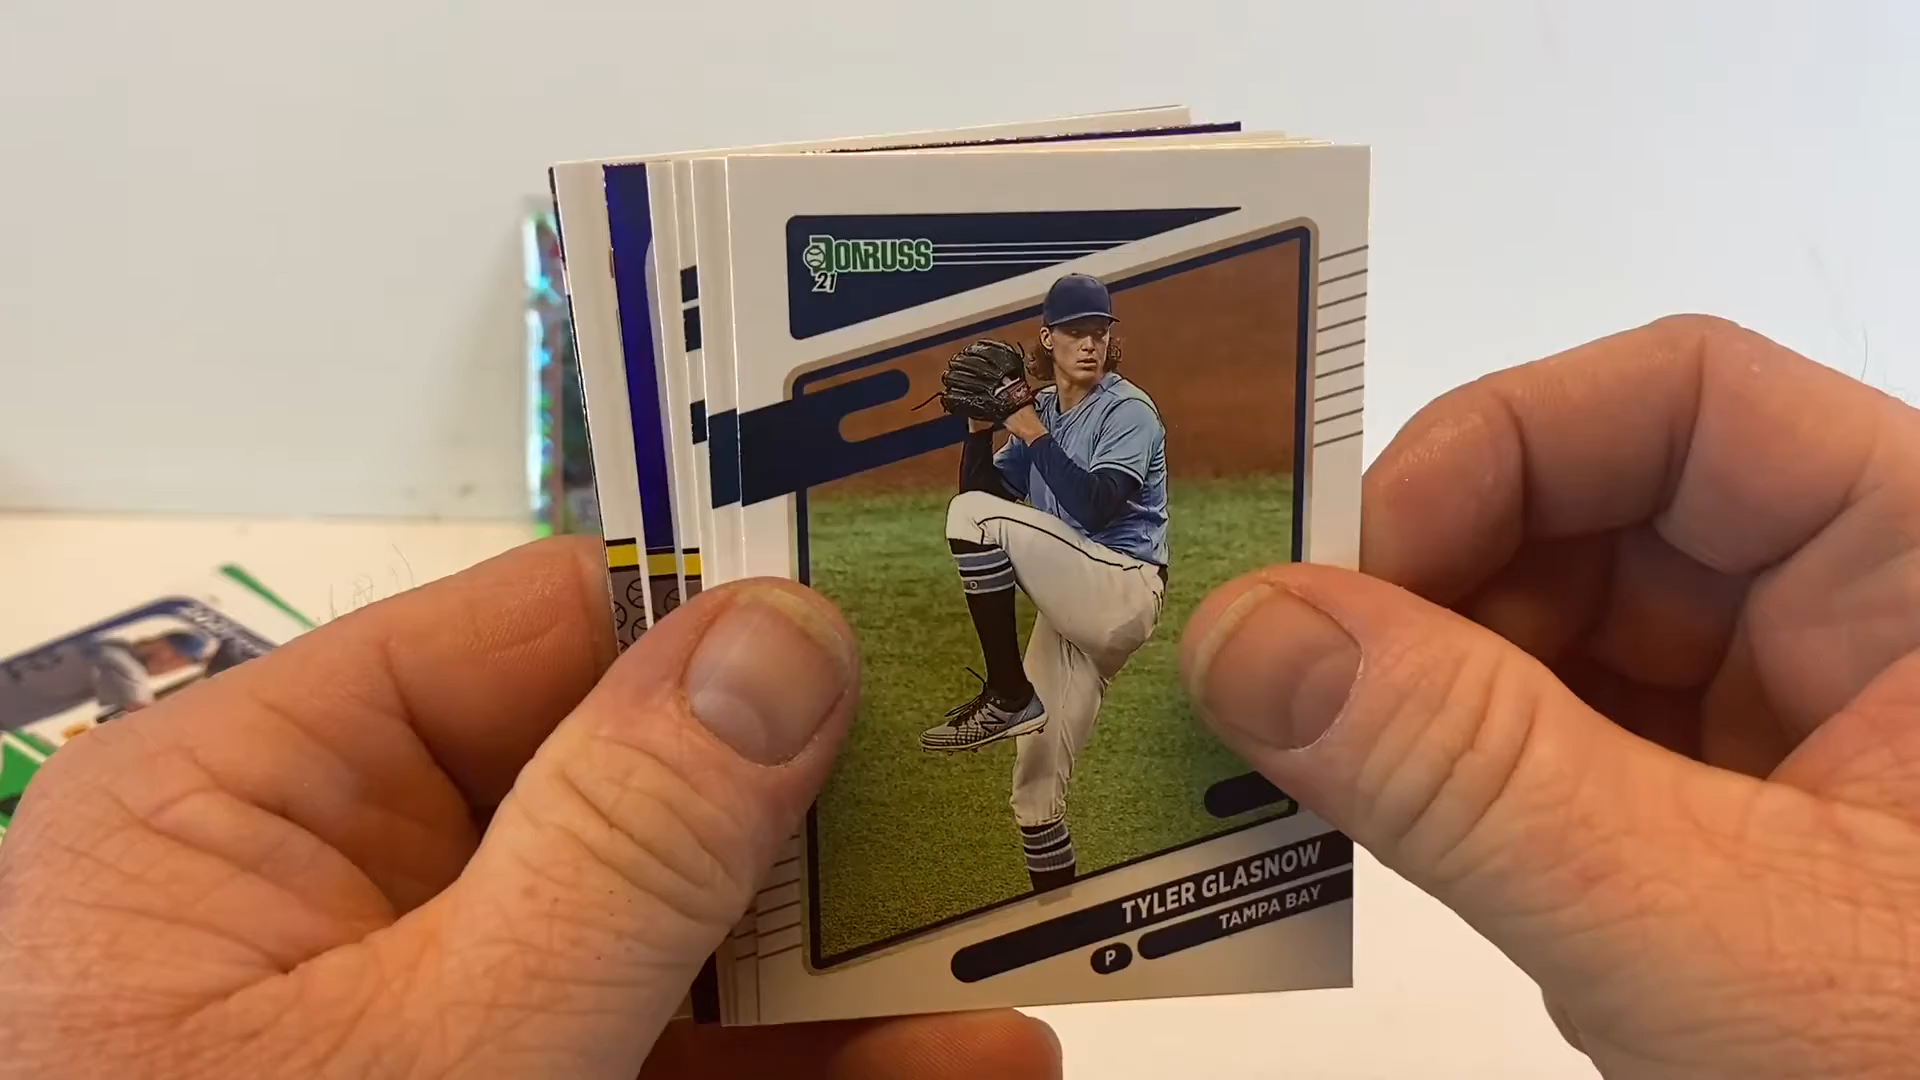 DONRUSS
21
TYLER GLASNOW
TAMPA BAY
P